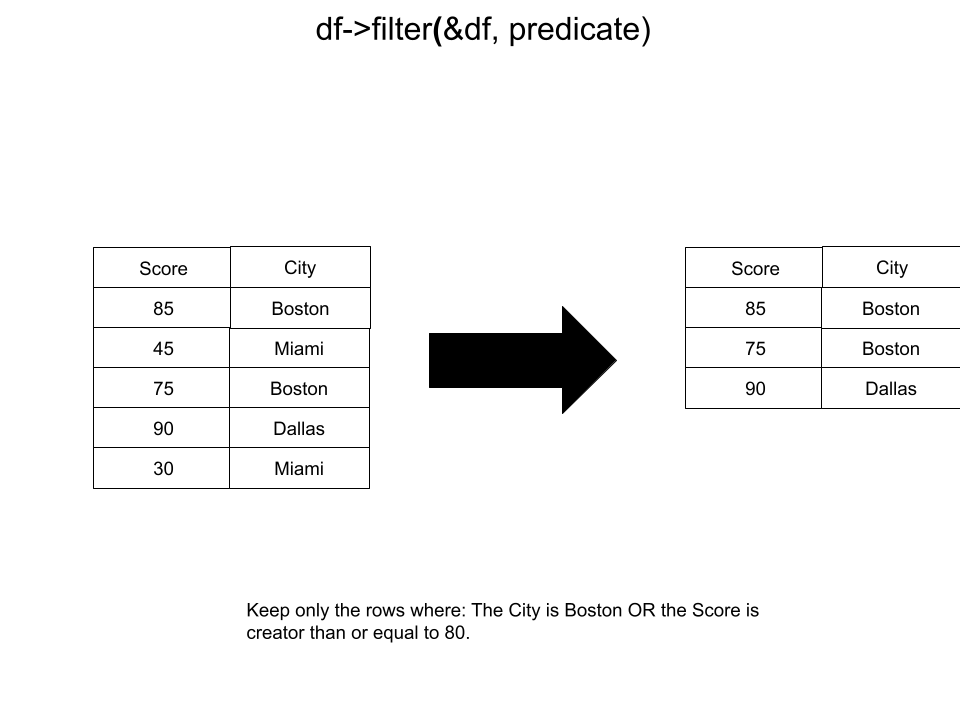 df->filter(&df, predicate)
Score City
85 Boston
45 Miami
75 Boston
90 Dallas
30 Miami
Score City
85 Boston
75 Boston
90 Dallas
Keep only the rows where: The City is Boston OR the Score is
creator than or equal to 80.